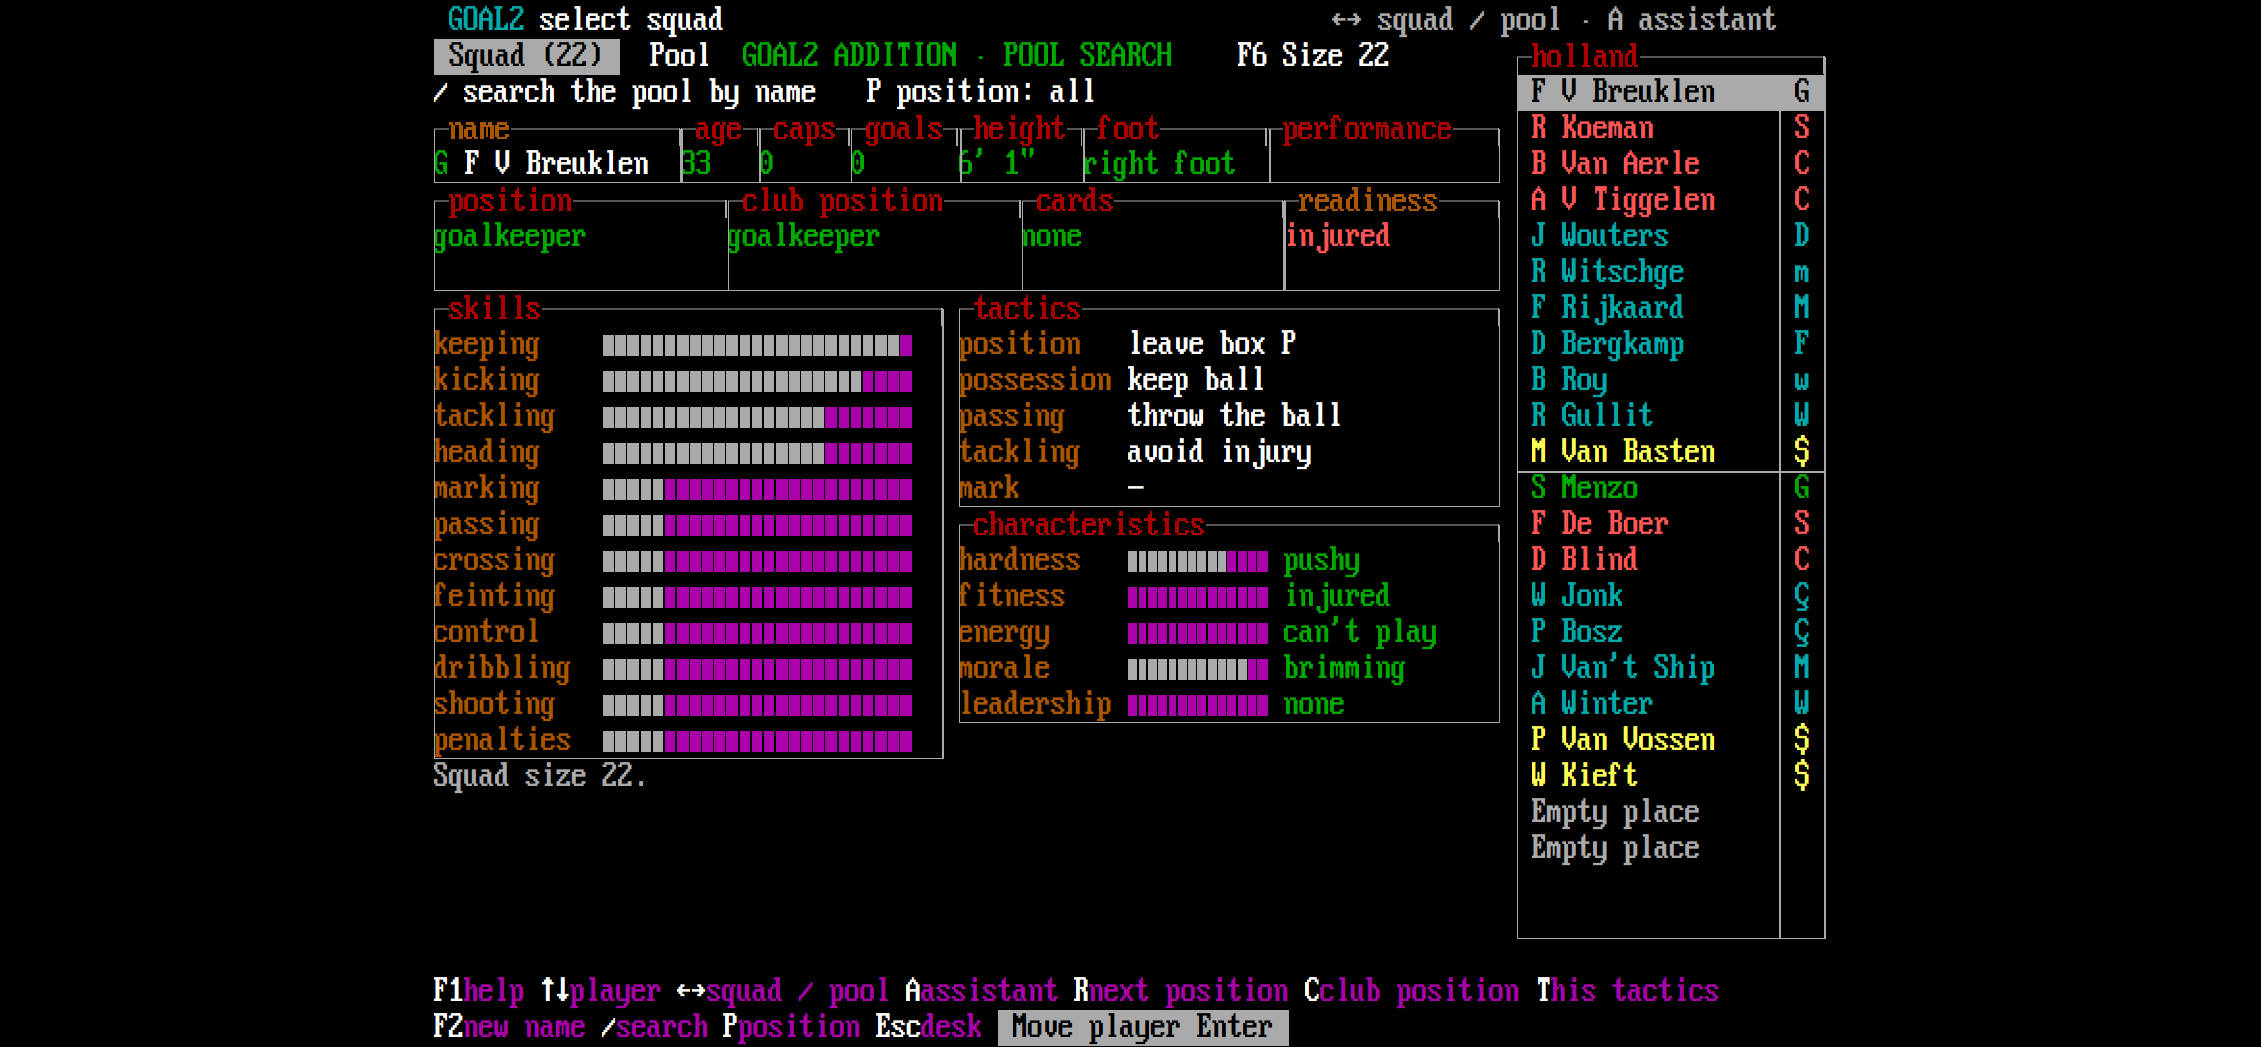 GOAL2 select squad ↔ squad / pool · A assistant
Squad (22) Pool GOAL2 ADDITION · POOL SEARCH F6 Size 22
/ search the pool by name P position: all
name age caps goals height foot performance
G F V Breuklen 33 0 0 6' 1" right foot
position club position cards readiness
goalkeeper goalkeeper none injured
skills
keeping
kicking
tackling
heading
marking
passing
crossing
feinting
control
dribbling
shooting
penalties
tactics
position leave box P
possession keep ball
passing throw the ball
tackling avoid injury
mark –
characteristics
hardness pushy
fitness injured
energy can't play
morale brimming
leadership none
Squad size 22.
holland
F V Breuklen G
R Koeman S
B Van Aerle C
A V Tiggelen C
J Wouters D
R Witschge m
F Rijkaard M
D Bergkamp F
B Roy w
R Gullit W
M Van Basten $
S Menzo G
F De Boer S
D Blind C
W Jonk Ç
P Bosz Ç
J Van't Ship M
A Winter W
P Van Vossen $
W Kieft $
Empty place
Empty place
F1help ↑↓player ↔squad / pool Aassistant Rnext position Cclub position This tactics
F2new name /search Pposition Escdesk Move player Enter